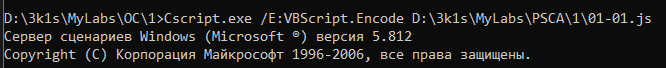 D:\3k1s\MyLabs\OC\1>Cscript.exe /E:VBScript.Encode D:\3k1s\MyLabs\PSCA\1\01-01.js
Сервер сценариев Windows (Microsoft ®) версия 5.812
Copyright (C) Корпорация Майкрософт 1996-2006, все права защищены.